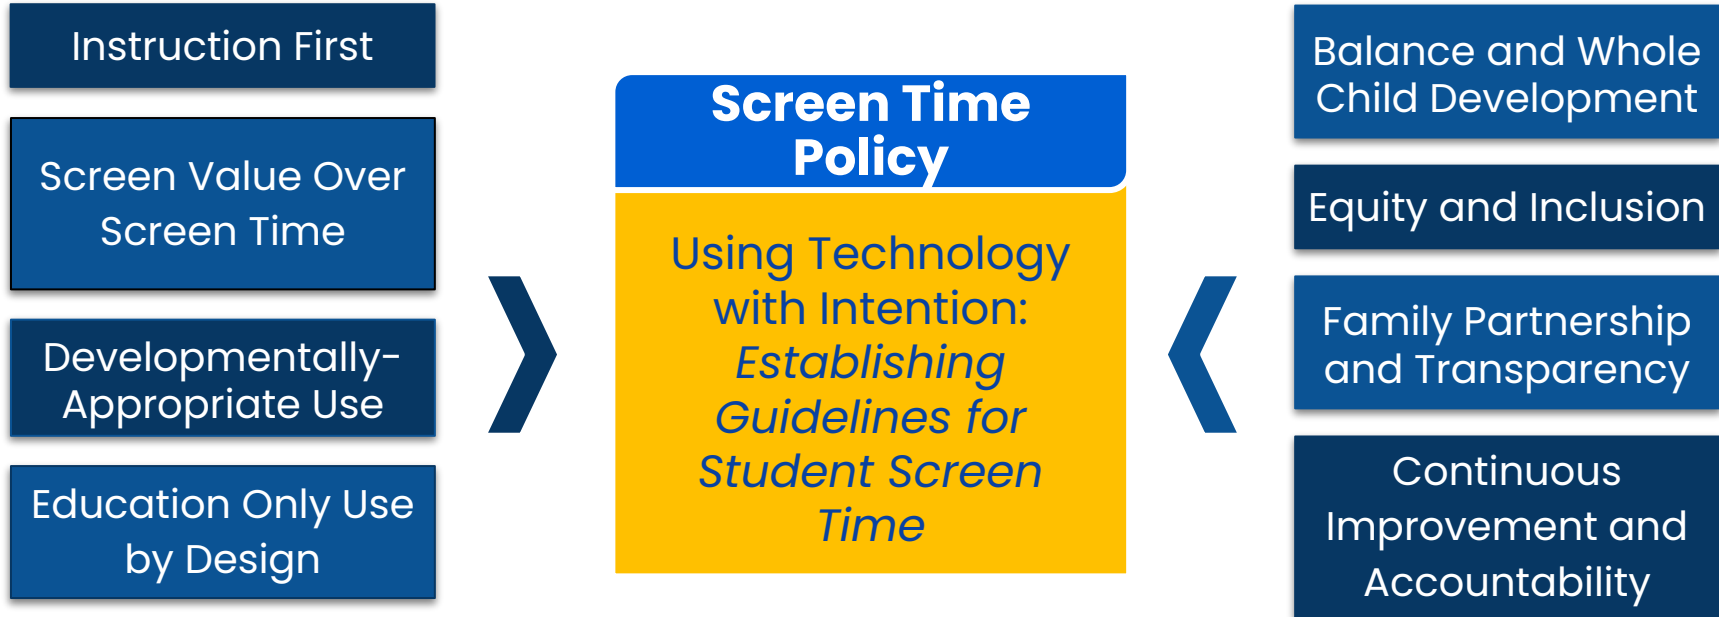 Instruction First
Screen Value Over
Screen Time
Developmentally-
Appropriate Use
Education Only Use
by Design
Screen Time
Policy
Using Technology
with Intention:
Establishing
Guidelines for
Student Screen
Time
Balance and Whole
Child Development
Equity and Inclusion
Family Partnership
and Transparency
Continuous
Improvement and
Accountability